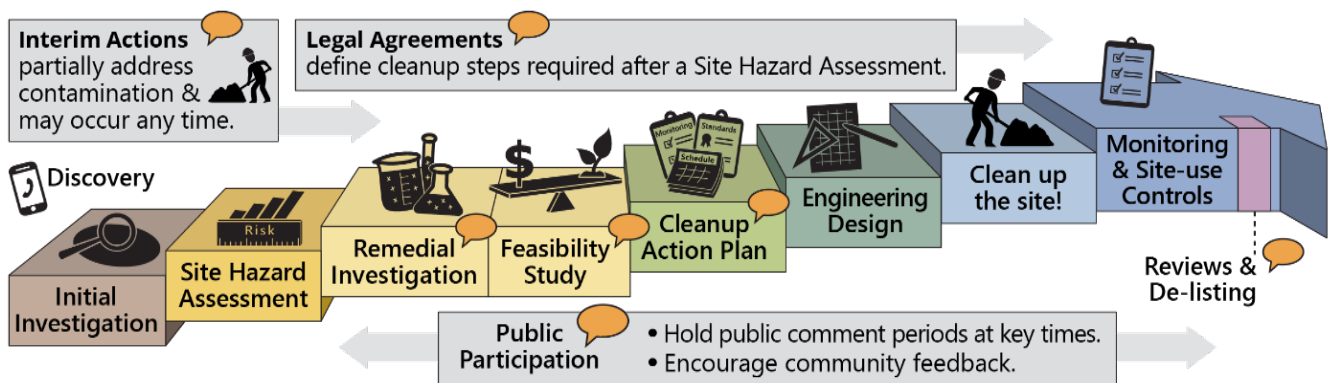 Interim Actions
partially address
contamination &
may occur any time.
Legal Agreements
define cleanup steps required after a Site Hazard Assessment.
Discovery
Initial
Investigation
Risk
Site Hazard
Assessment
Remedial
Investigation
$
Feasibility
Study
Monitoring
Standards
Schedule
Cleanup
Action Plan
Engineering
Design
Clean up
the site!
Monitoring
& Site-use
Controls
Reviews &
De-listing
Public
Participation
• Hold public comment periods at key times.
• Encourage community feedback.